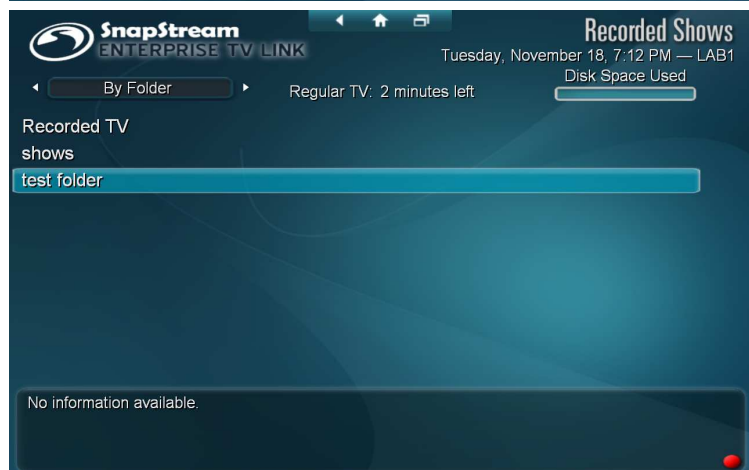 SnapStream
ENTERPRISE TV LINK
Recorded Shows
Tuesday, November 18, 7:12 PM — LAB1
By Folder
Regular TV: 2 minutes left
Disk Space Used
Recorded TV
shows
test folder
No information available.